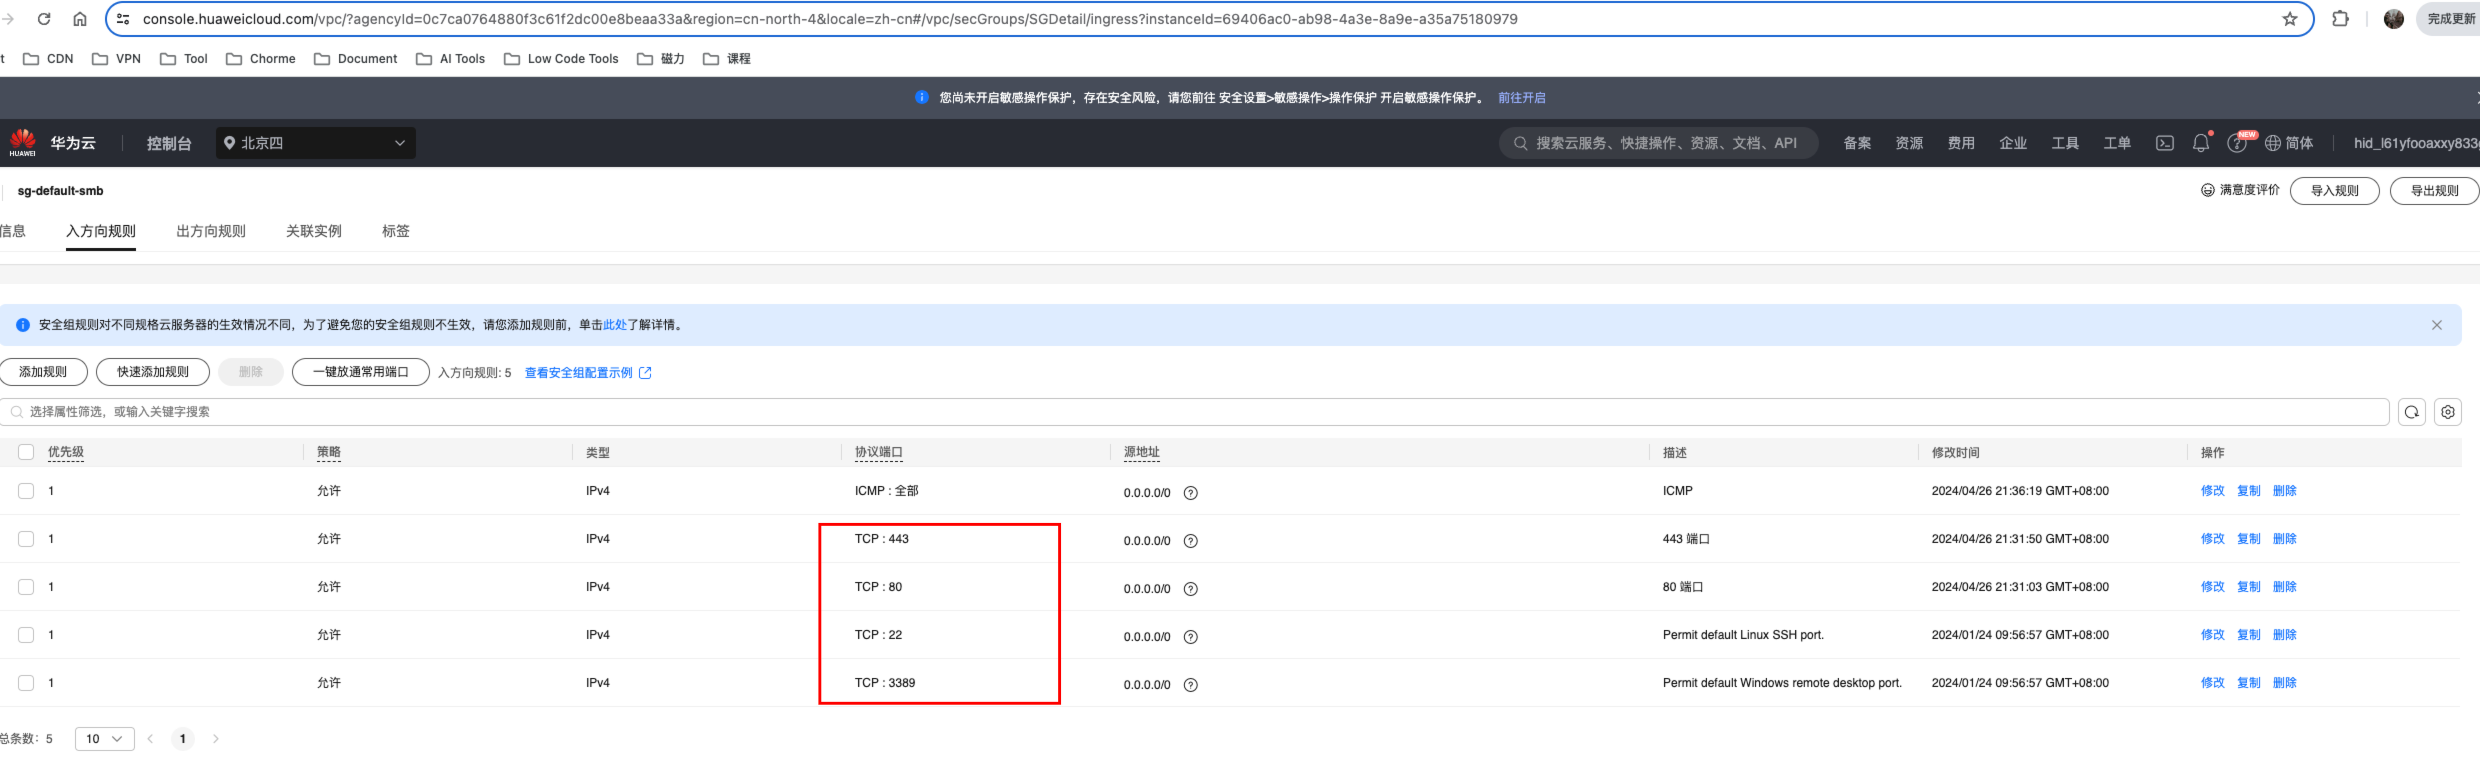 console.huaweicloud.com/vpc/?agencyId=0c7ca0764880f3c61f2dc00e8beaa33a&region=cn-north-4&locale=zh-cn#/vpc/secGroups/SGDetail/ingress?instanceId=69406ac0-ab98-4a3e-8a9e-a35a75180979 完成更新
t CDN VPN Tool Chorme Document AI Tools Low Code Tools 磁力 课程
您尚未开启敏感操作保护，存在安全风险，请您前往 安全设置>敏感操作>操作保护 开启敏感操作保护。 前往开启
HUAWEI 华为云 控制台 北京四 搜索云服务、快捷操作、资源、文档、API 备案 资源 费用 企业 工具 工单 NEW 简体 hid_l61yfooaxxy833
sg-default-smb 满意度评价 导入规则 导出规则
信息 入方向规则 出方向规则 关联实例 标签
安全组规则对不同规格云服务器的生效情况不同，为了避免您的安全组规则不生效，请您添加规则前，单击此处了解详情。
添加规则 快速添加规则 删除 一键放通常用端口 入方向规则: 5 查看安全组配置示例
选择属性筛选，或输入关键字搜索
优先级 策略 类型 协议端口 源地址 描述 修改时间 操作
1 允许 IPv4 ICMP : 全部 0.0.0.0/0 ICMP 2024/04/26 21:36:19 GMT+08:00 修改 复制 删除
1 允许 IPv4 TCP : 443 0.0.0.0/0 443 端口 2024/04/26 21:31:50 GMT+08:00 修改 复制 删除
1 允许 IPv4 TCP : 80 0.0.0.0/0 80 端口 2024/04/26 21:31:03 GMT+08:00 修改 复制 删除
1 允许 IPv4 TCP : 22 0.0.0.0/0 Permit default Linux SSH port. 2024/01/24 09:56:57 GMT+08:00 修改 复制 删除
1 允许 IPv4 TCP : 3389 0.0.0.0/0 Permit default Windows remote desktop port. 2024/01/24 09:56:57 GMT+08:00 修改 复制 删除
总条数: 5 10 1